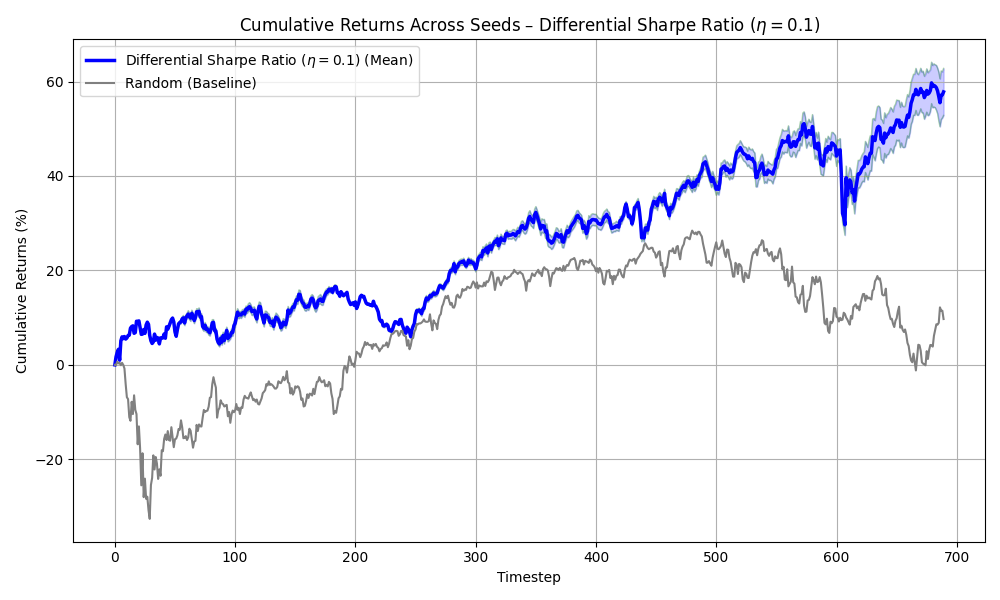 Cumulative Returns Across Seeds – Differential Sharpe Ratio (η = 0.1)
Differential Sharpe Ratio (η = 0.1) (Mean)
Random (Baseline)
Cumulative Returns (%)
60
40
20
0
−20
0 100 200 300 400 500 600 700
Timestep